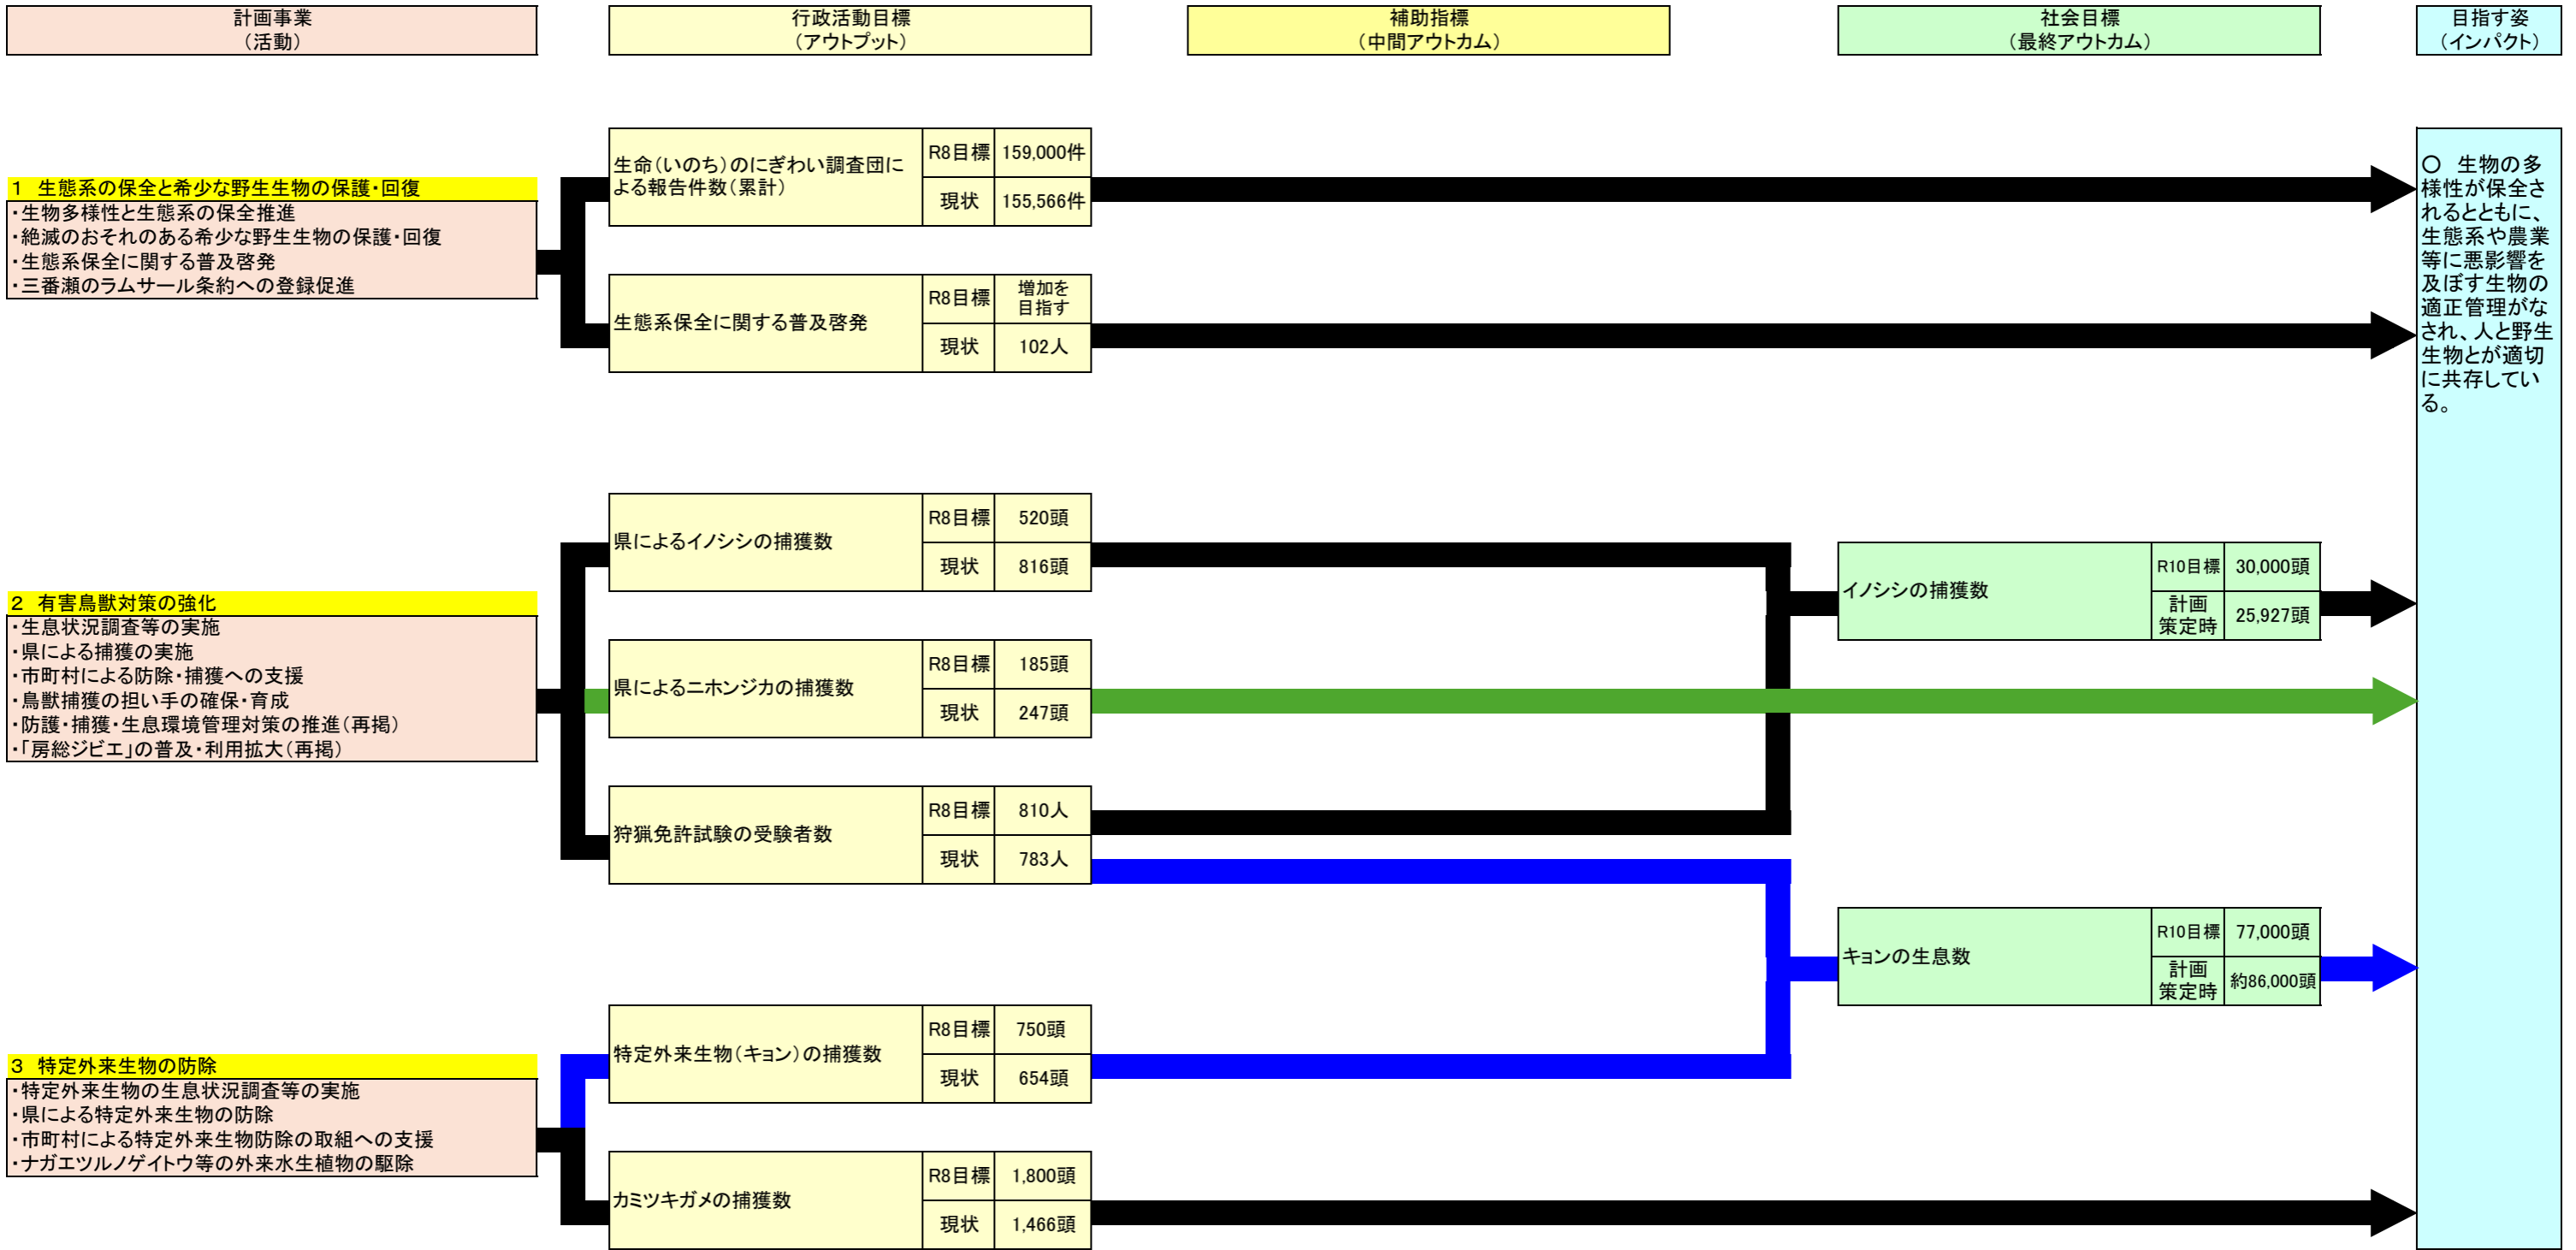 計画事業
（活動）
行政活動目標
（アウトプット）
補助指標
（中間アウトカム）
社会目標
（最終アウトカム）
目指す姿
（インパクト）
1　生態系の保全と希少な野生生物の保護・回復
・生物多様性と生態系の保全推進
・絶滅のおそれのある希少な野生生物の保護・回復
・生態系保全に関する普及啓発
・三番瀬のラムサール条約への登録促進
生命（いのち）のにぎわい調査団に
よる報告件数（累計）
R8目標 159,000件
現状 155,566件
生態系保全に関する普及啓発
R8目標 増加を
目指す
現状 102人
2　有害鳥獣対策の強化
・生息状況調査等の実施
・県による捕獲の実施
・市町村による防除・捕獲への支援
・鳥獣捕獲の担い手の確保・育成
・防護・捕獲・生息環境管理対策の推進（再掲）
・「房総ジビエ」の普及・利用拡大（再掲）
県によるイノシシの捕獲数
R8目標 520頭
現状 816頭
県によるニホンジカの捕獲数
R8目標 185頭
現状 247頭
狩猟免許試験の受験者数
R8目標 810人
現状 783人
イノシシの捕獲数
R10目標 30,000頭
計画
策定時 25,927頭
キョンの生息数
R10目標 77,000頭
計画
策定時 約86,000頭
3　特定外来生物の防除
・特定外来生物の生息状況調査等の実施
・県による特定外来生物の防除
・市町村による特定外来生物防除の取組への支援
・ナガエツルノゲイトウ等の外来水生植物の駆除
特定外来生物（キョン）の捕獲数
R8目標 750頭
現状 654頭
カミツキガメの捕獲数
R8目標 1,800頭
現状 1,466頭
○　生物の多
様性が保全さ
れるとともに、
生態系や農業
等に悪影響を
及ぼす生物の
適正管理がな
され、人と野生
生物とが適切
に共存してい
る。